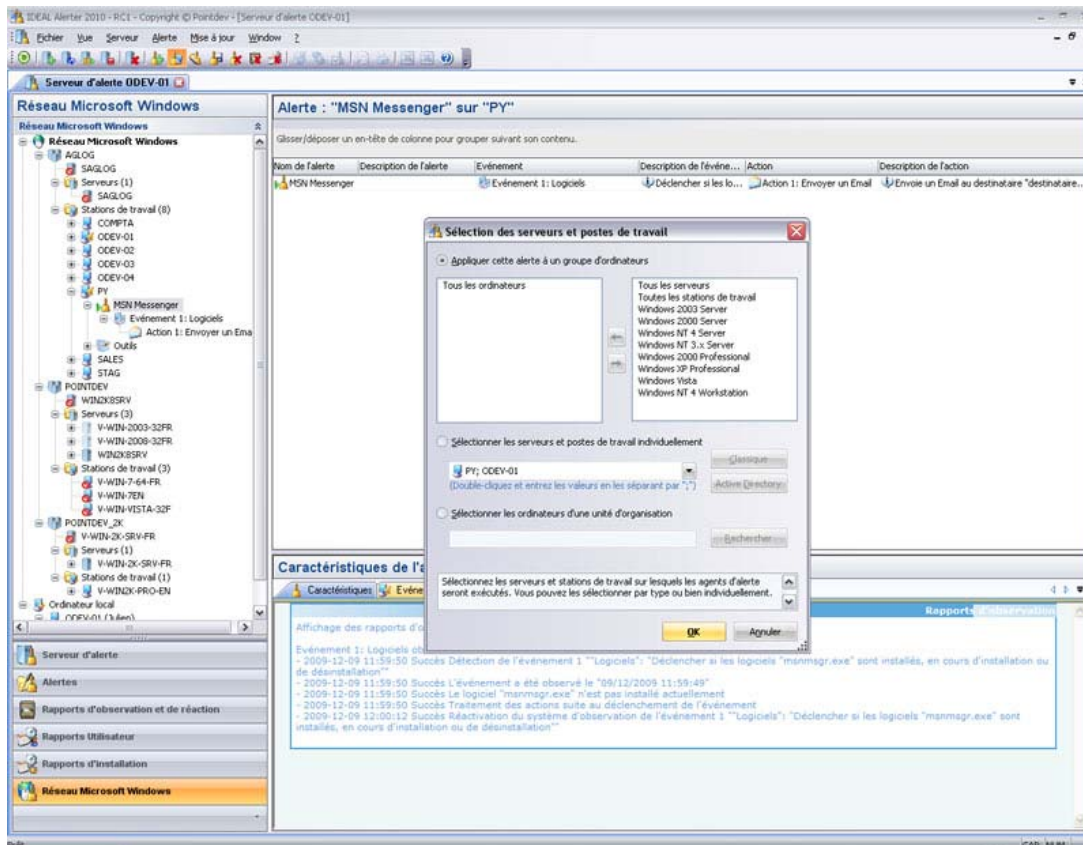 IDEAL Alerter 2010 - RC1 - Copyright © Pointdev - [Serveur d'alerte ODEV-01]
Fichier Vue Serveur Alerte Mise à jour Window ?
Serveur d'alerte ODEV-01
Réseau Microsoft Windows
Réseau Microsoft Windows
Réseau Microsoft Windows
AGLOG
SAGLOG
Serveurs (1)
SAGLOG
Stations de travail (8)
COMPTA
ODEV-01
ODEV-02
ODEV-03
ODEV-04
PY
MSN Messenger
Evénement 1: Logiciels
Action 1: Envoyer un Ema
Outils
SALES
STAG
POINTDEV
WIN2K8SRV
Serveurs (3)
V-WIN-2003-32FR
V-WIN-2008-32FR
WIN2K8SRV
Stations de travail (3)
V-WIN-7-64-FR
V-WIN-7EN
V-WIN-VISTA-32F
POINTDEV_2K
V-WIN-2K-SRV-FR
Serveurs (1)
V-WIN-2K-SRV-FR
Stations de travail (1)
V-WIN2K-PRO-EN
Ordinateur local
ODEV-01 (Julien)
Serveur d'alerte
Alertes
Rapports d'observation et de réaction
Rapports Utilisateur
Rapports d'installation
Réseau Microsoft Windows
Alerte : "MSN Messenger" sur "PY"
Glisser/déposer un en-tête de colonne pour grouper suivant son contenu.
Nom de l'alerte Description de l'alerte Evénement Description de l'événe... Action Description de l'action
MSN Messenger Evénement 1: Logiciels Déclencher si les lo... Action 1: Envoyer un Email Envoie un Email au destinataire "destinataire...
Sélection des serveurs et postes de travail
Appliquer cette alerte à un groupe d'ordinateurs
Tous les ordinateurs
Tous les serveurs
Toutes les stations de travail
Windows 2003 Server
Windows 2000 Server
Windows NT 4 Server
Windows NT 3.x Server
Windows 2000 Professional
Windows XP Professional
Windows Vista
Windows NT 4 Workstation
Sélectionner les serveurs et postes de travail individuellement
Classique
PY; ODEV-01
(Double-cliquez et entrez les valeurs en les séparant par ";")
Active Directory
Sélectionner les ordinateurs d'une unité d'organisation
Rechercher
Sélectionnez les serveurs et stations de travail sur lesquels les agents d'alerte seront exécutés. Vous pouvez les sélectionner par type ou bien individuellement.
OK Annuler
Caractéristiques de l'a
Caractéristiques Evéne
Rapports d'observation
Affichage des rapports d'o
Evénement 1: Logiciels ob
- 2009-12-09 11:59:50 Succès Détection de l'événement 1 ""Logiciels": "Déclencher si les logiciels "msnmsgr.exe" sont installés, en cours d'installation ou
de désinstallation""
- 2009-12-09 11:59:50 Succès L'événement a été observé le "09/12/2009 11:59:49"
- 2009-12-09 11:59:50 Succès Le logiciel "msnmsgr.exe" n'est pas installé actuellement
- 2009-12-09 11:59:50 Succès Traitement des actions suite au déclenchement de l'événement
- 2009-12-09 12:00:12 Succès Réactivation du système d'observation de l'événement 1 ""Logiciels": "Déclencher si les logiciels "msnmsgr.exe" sont
installés, en cours d'installation ou de désinstallation""